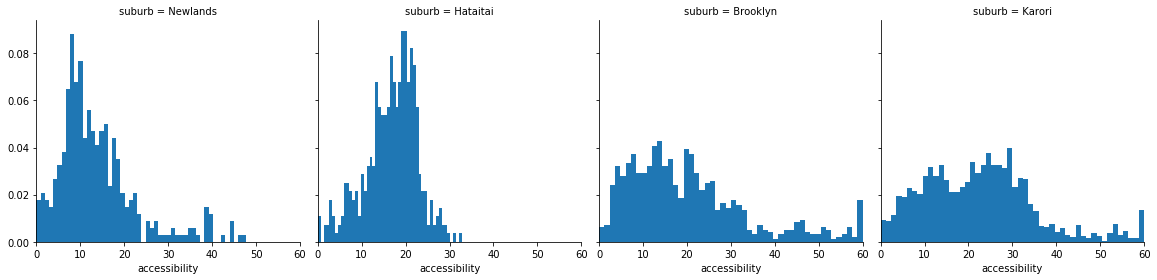 suburb = Newlands
suburb = Hataitai
suburb = Brooklyn
suburb = Karori
0.08
0.06
0.04
0.02
0.00
0 10 20 30 40 50 60
0 10 20 30 40 50 60
0 10 20 30 40 50 60
0 10 20 30 40 50 60
accessibility
accessibility
accessibility
accessibility